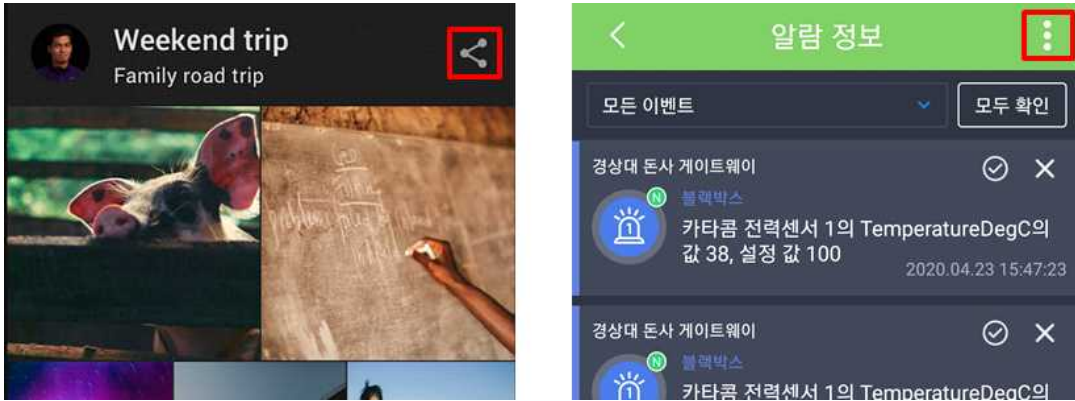 Weekend trip
Family road trip
알람 정보
모든 이벤트
모두 확인
경상대 돈사 게이트웨이
N
블랙박스
1
카타콤 전력센서 1의 TemperatureDegC의
값 38, 설정 값 100
2020.04.23 15:47:23
경상대 돈사 게이트웨이
N
블랙박스
카타콤 전력센서 1의 TemperatureDegC의